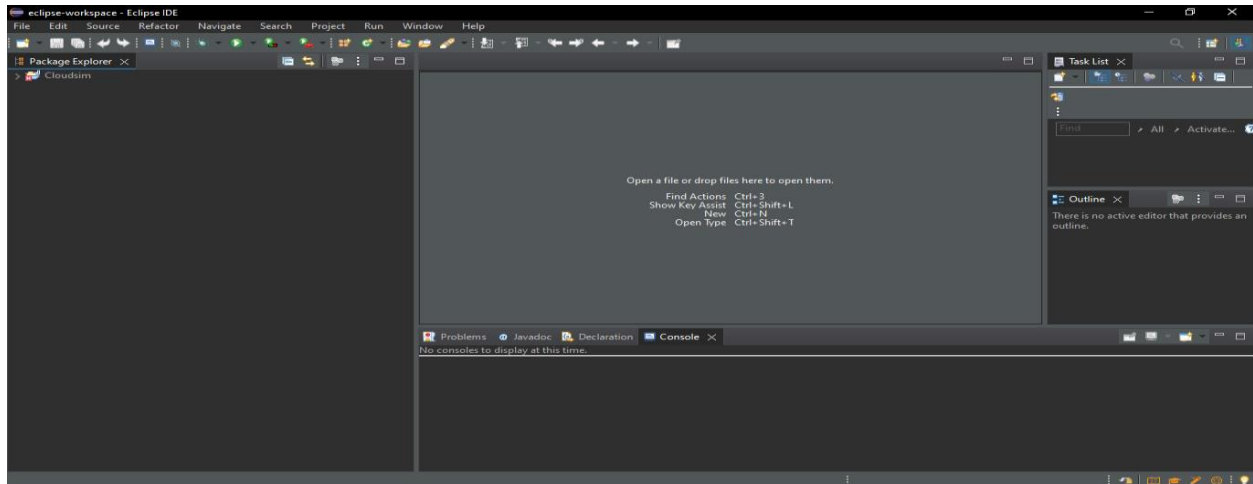 eclipse-workspace - Eclipse IDE
File Edit Source Refactor Navigate Search Project Run Window Help
Package Explorer
Cloudsim
Open a file or drop files here to open them.
Find Actions Ctrl+3
Show Key Assist Ctrl+Shift+L
New Ctrl+N
Open Type Ctrl+Shift+T
Task List
Find All Activate...
Outline
There is no active editor that provides an
outline.
Problems Javadoc Declaration Console
No consoles to display at this time.